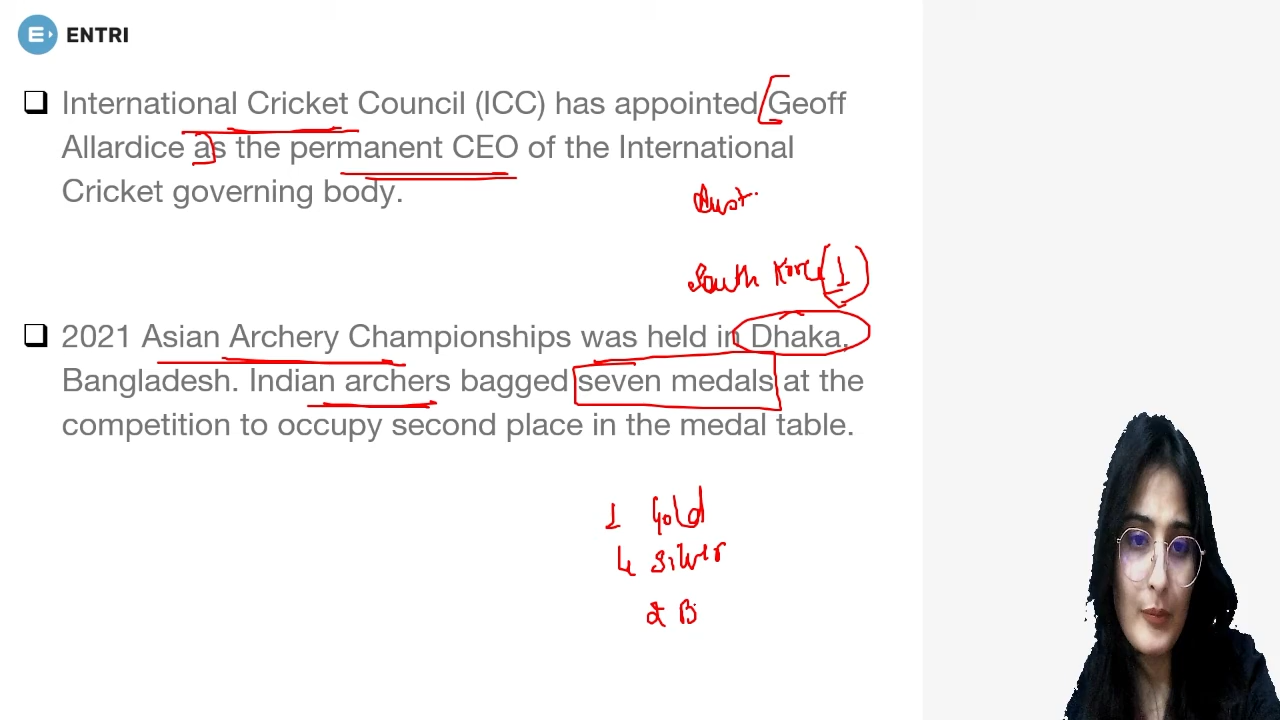 ENTRI
International Cricket Council (ICC) has appointed Geoff
Allardice as the permanent CEO of the International
Cricket governing body.
Aust.
South Korea (1)
2021 Asian Archery Championships was held in Dhaka,
Bangladesh. Indian archers bagged seven medals at the
competition to occupy second place in the medal table.
1 Gold
4 Silver
2 B